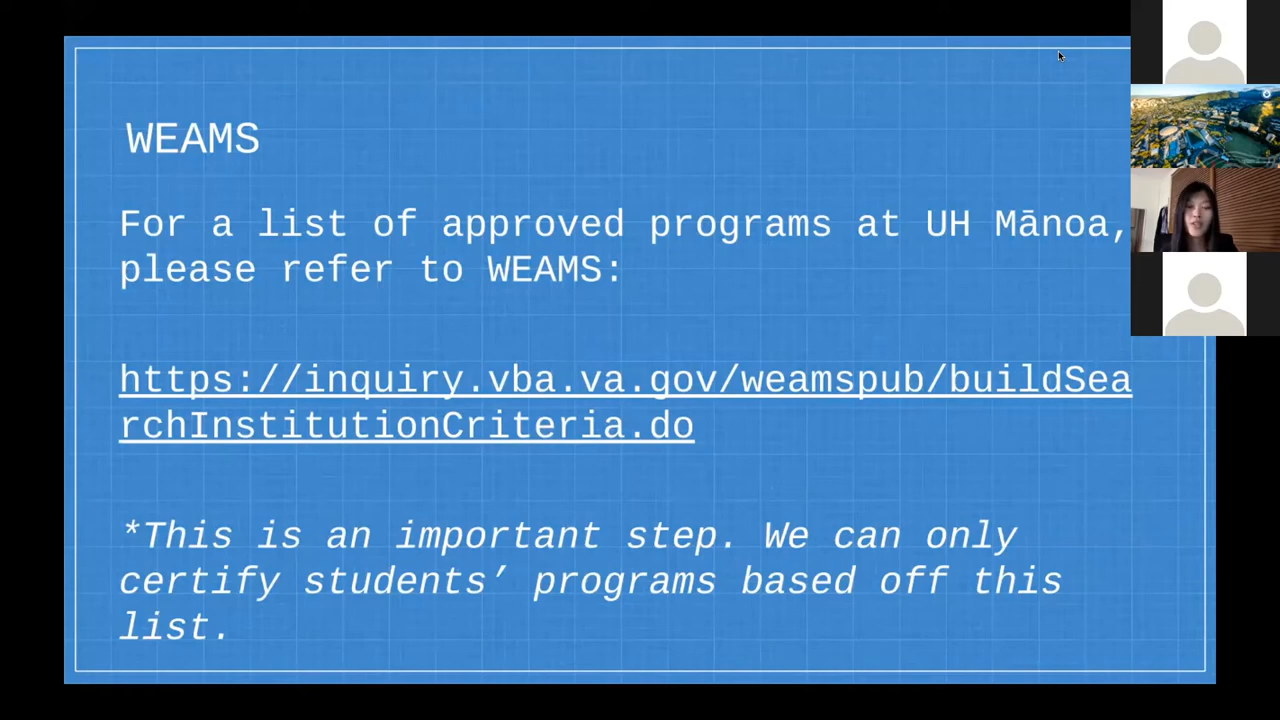 WEAMS
For a list of approved programs at UH Mānoa,
please refer to WEAMS:
https://inquiry.vba.va.gov/weamspub/buildSea
rchInstitutionCriteria.do
*This is an important step. We can only
certify students’ programs based off this
list.